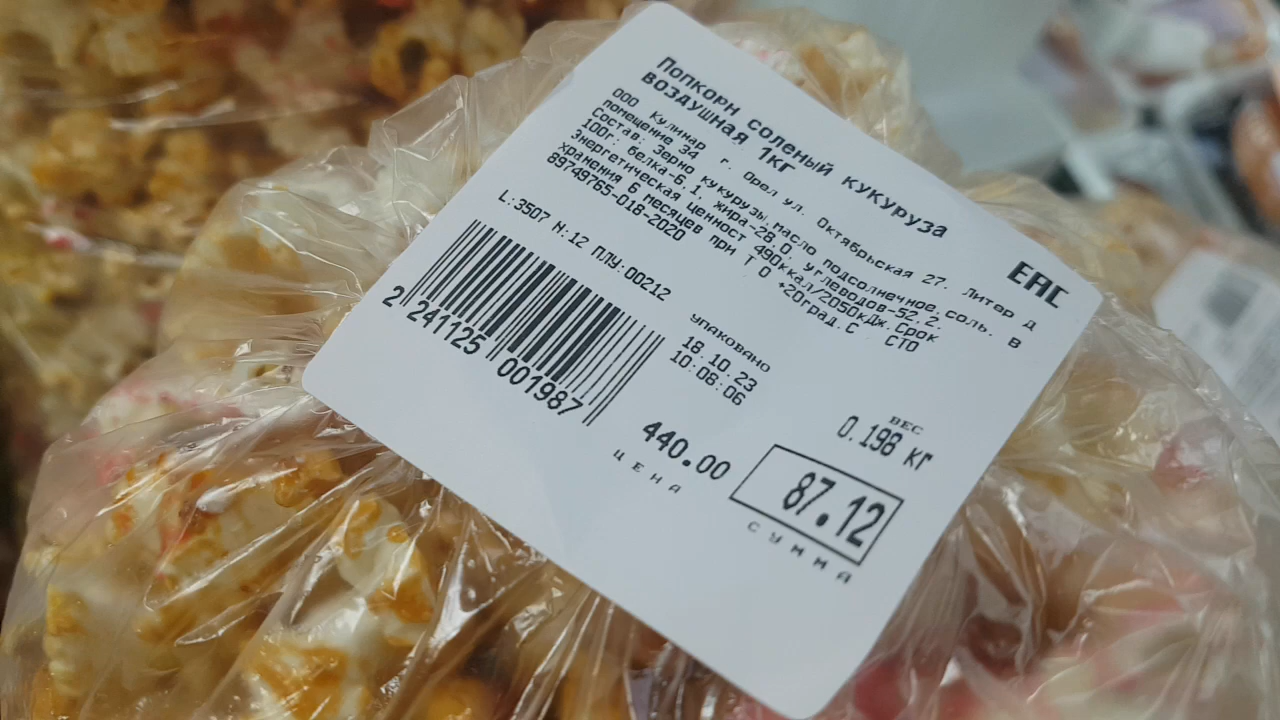 Попкорн соленый кукуруза
воздушная 1кг
ООО Кулинар г. Орел ул. Октябрьская 27. Литер Д
помещение 34
Состав: Зерно кукурузы,масло подсолнечное,соль. В
100г: белка-6.1, жира-28.0, углеводов-52.2.
Энергетическая ценност 490ккал/2050кДж.Срок
хранения 6 месяцев при Т 0 +20град.С СТО
89749765-018-2020
ЕАС
L:3507 N:12 ПЛУ:00212
2 241125 001987
упаковано
18.10.23
10:08:06
вес
0.198 кг
440.00
цена
87.12
сумма